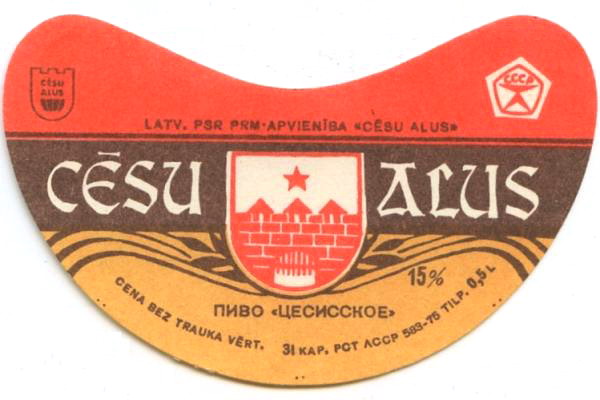 CĒSU
ALUS
СССР
LATV. PSR PRM·APVIENĪBA «CĒSU ALUS»
CĒSU ALUS
15%
ПИВО «ЦЕСИССКОЕ»
CENA BEZ TRAUKA VĒRT. 31 KAP. РСТ ЛССР 583-75 TILP. 0,5 L